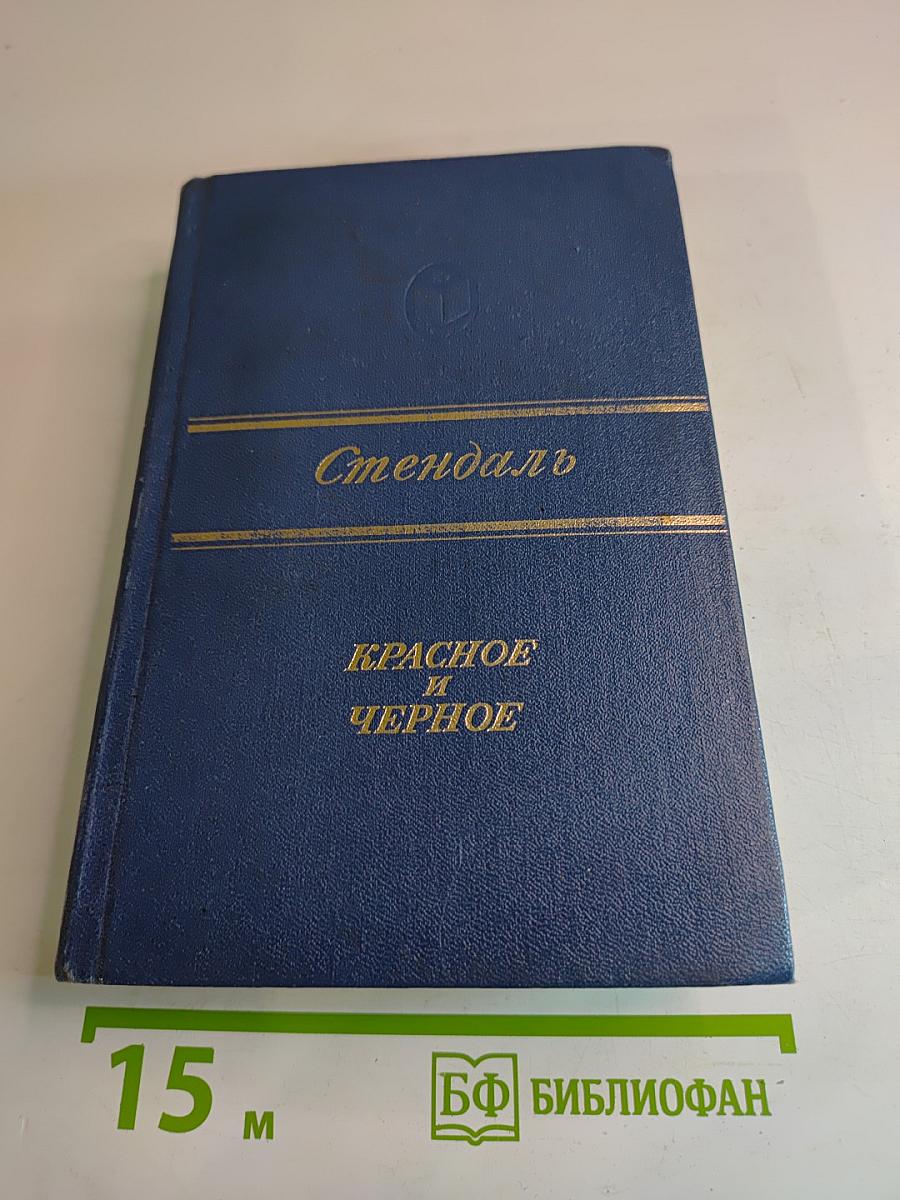 Стендаль
КРАСНОЕ
И
ЧЕРНОЕ
15 м
БФ БИБЛИОФАН